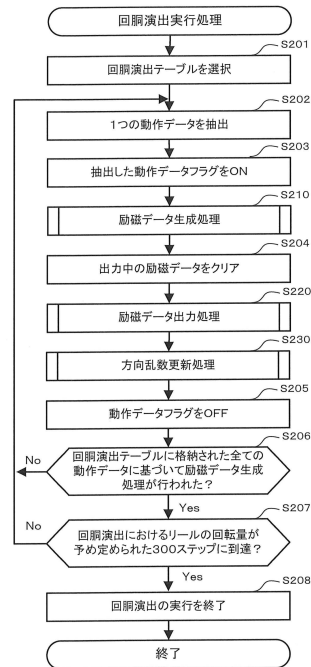 回胴演出実行処理
S201
回胴演出テーブルを選択
S202
1つの動作データを抽出
S203
抽出した動作データフラグをON
S210
励磁データ生成処理
S204
出力中の励磁データをクリア
S220
励磁データ出力処理
S230
方向乱数更新処理
S205
動作データフラグをOFF
S206
回胴演出テーブルに格納された全ての
動作データに基づいて励磁データ生成
処理が行われた?
No
Yes
S207
回胴演出におけるリールの回転量が
予め定められた300ステップに到達?
No
Yes
S208
回胴演出の実行を終了
終了